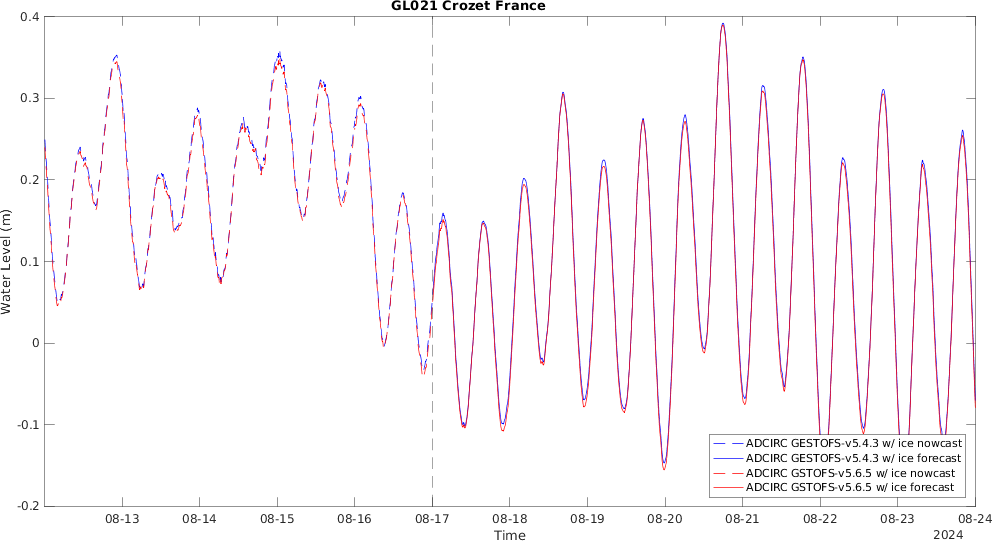 GL021 Crozet France
0.4
0.3
0.2
0.1
0
-0.1
-0.2
Water Level (m)
ADCIRC GESTOFS-v5.4.3 w/ ice nowcast
ADCIRC GESTOFS-v5.4.3 w/ ice forecast
ADCIRC GSTOFS-v5.6.5 w/ ice nowcast
ADCIRC GSTOFS-v5.6.5 w/ ice forecast
08-13 08-14 08-15 08-16 08-17 08-18 08-19 08-20 08-21 08-22 08-23 08-24
Time
2024